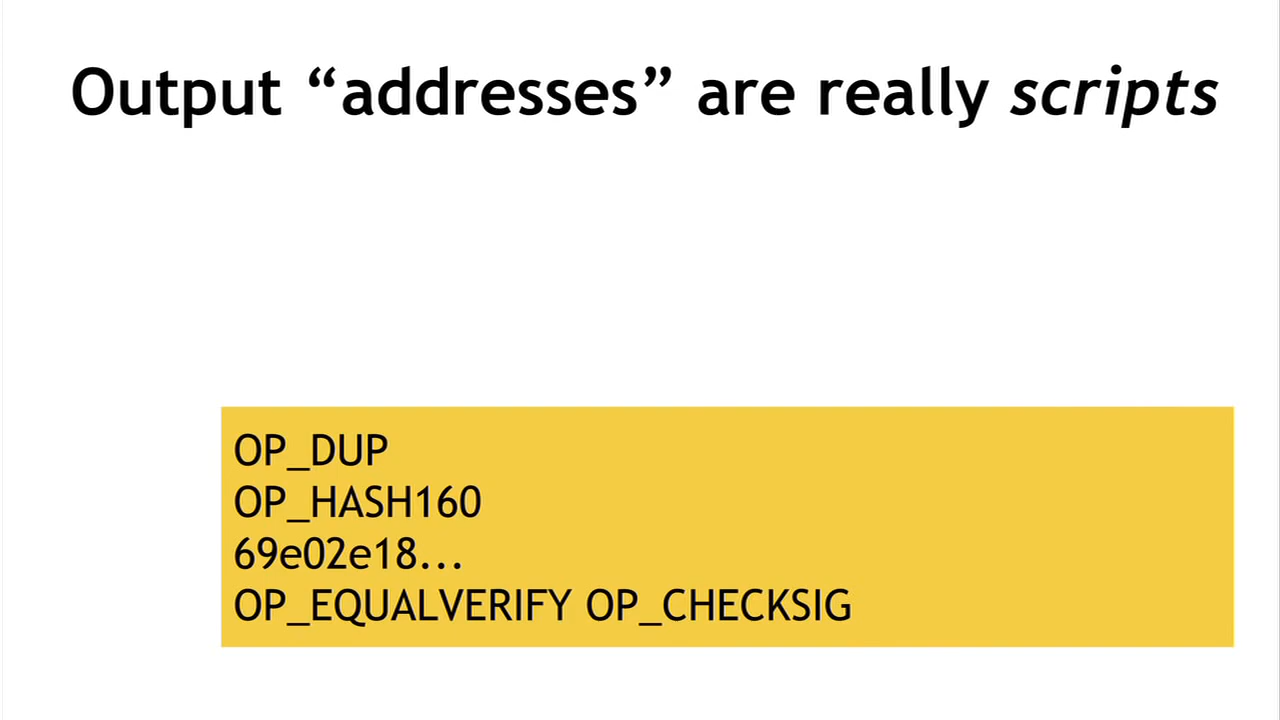 Output “addresses” are really scripts
OP_DUP
OP_HASH160
69e02e18...
OP_EQUALVERIFY OP_CHECKSIG